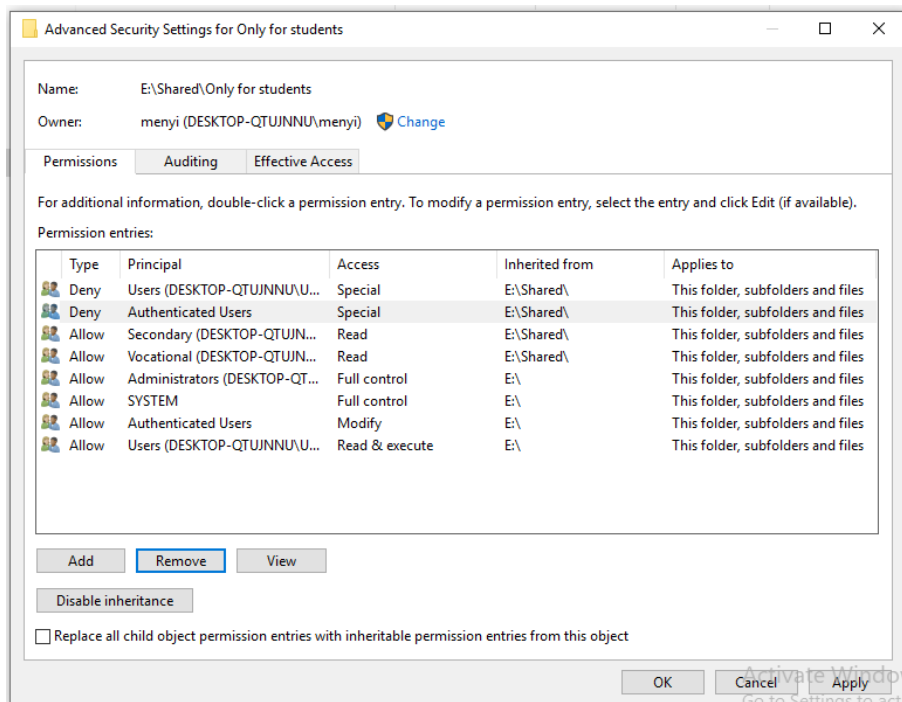 Advanced Security Settings for Only for students
Name: E:\Shared\Only for students
Owner: menyi (DESKTOP-QTUJNNU\menyi) Change
Permissions Auditing Effective Access
For additional information, double-click a permission entry. To modify a permission entry, select the entry and click Edit (if available).
Permission entries:
Type Principal Access Inherited from Applies to
Deny Users (DESKTOP-QTUJNNU\U... Special E:\Shared\ This folder, subfolders and files
Deny Authenticated Users Special E:\Shared\ This folder, subfolders and files
Allow Secondary (DESKTOP-QTUJN... Read E:\Shared\ This folder, subfolders and files
Allow Vocational (DESKTOP-QTUJN... Read E:\Shared\ This folder, subfolders and files
Allow Administrators (DESKTOP-QT... Full control E:\ This folder, subfolders and files
Allow SYSTEM Full control E:\ This folder, subfolders and files
Allow Authenticated Users Modify E:\ This folder, subfolders and files
Allow Users (DESKTOP-QTUJNNU\U... Read & execute E:\ This folder, subfolders and files
Add Remove View
Disable inheritance
Replace all child object permission entries with inheritable permission entries from this object
Activate Windo
OK Cancel Apply
Go to Settings to act